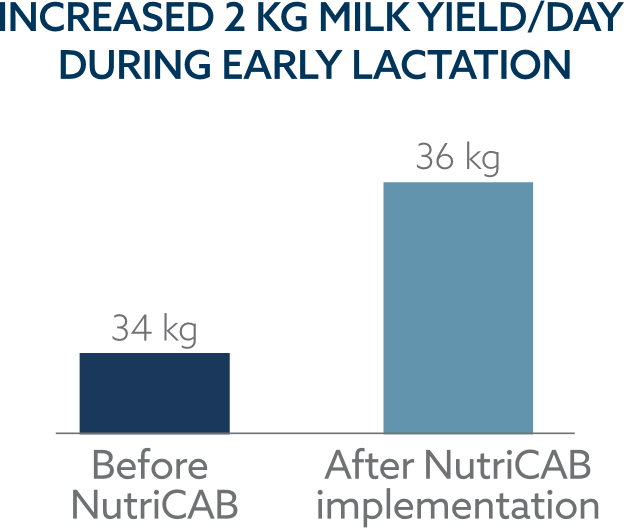 INCREASED 2 KG MILK YIELD/DAY
DURING EARLY LACTATION
36 kg
34 kg
Before
NutriCAB
After NutriCAB
implementation